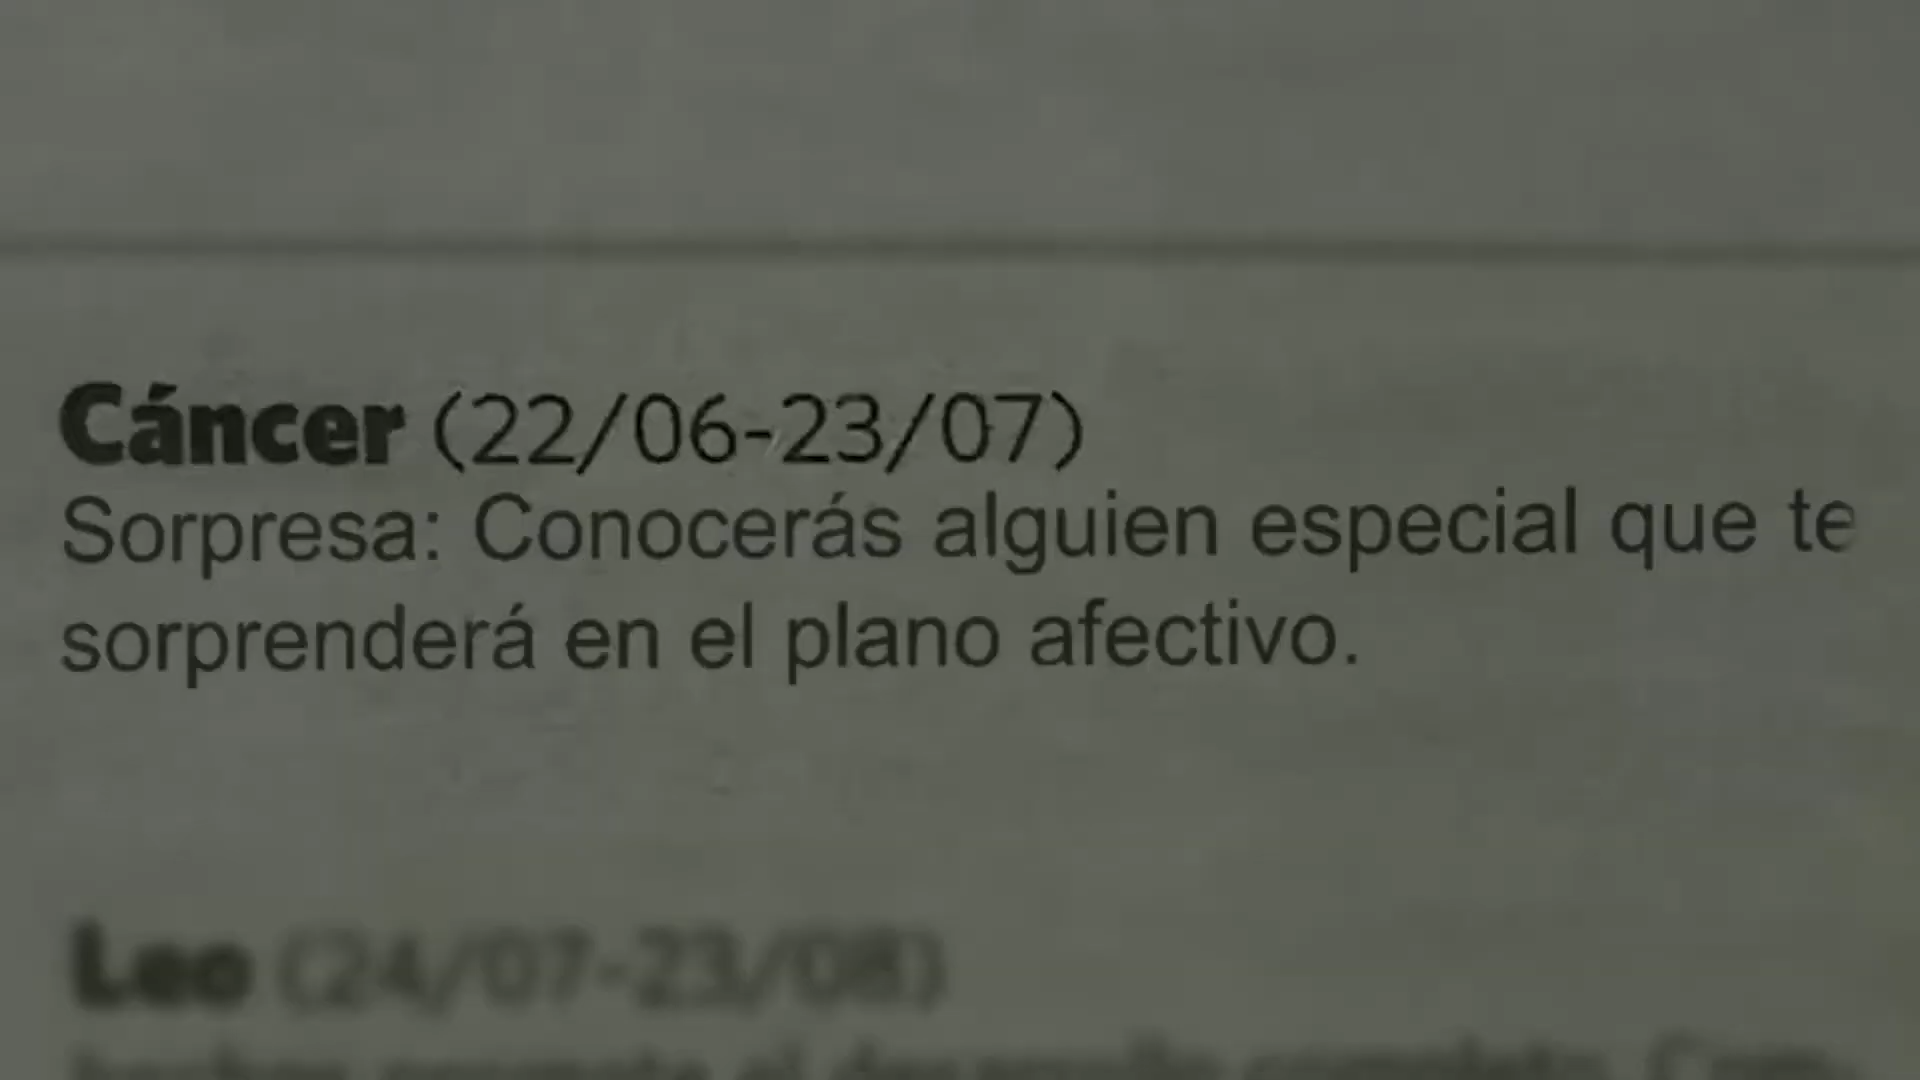 Cáncer (22/06-23/07)
Sorpresa: Conocerás alguien especial que te
sorprenderá en el plano afectivo.
Leo (24/07-23/08)